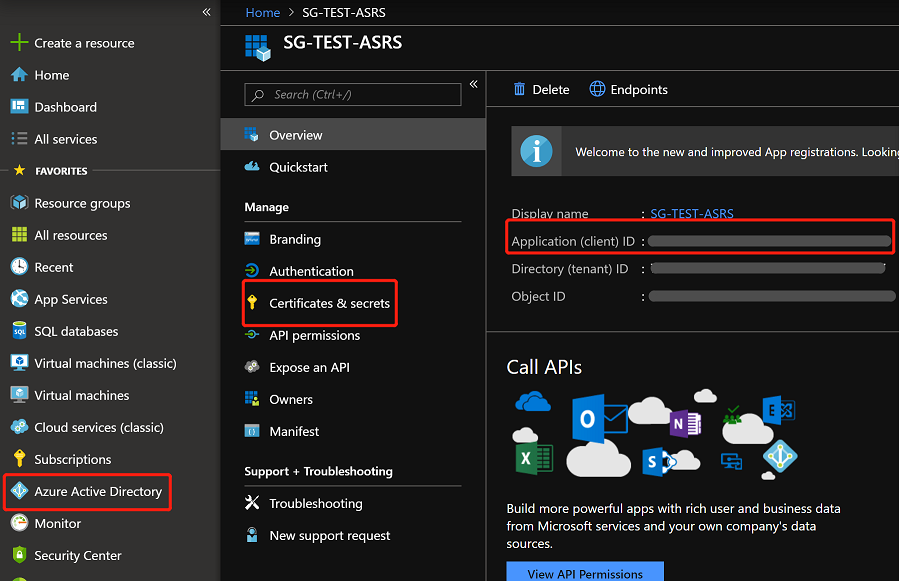 «
Create a resource
Home
Dashboard
All services
FAVORITES
Resource groups
All resources
Recent
App Services
SQL databases
Virtual machines (classic)
Virtual machines
Cloud services (classic)
Subscriptions
Azure Active Directory
Monitor
Security Center
Home > SG-TEST-ASRS
SG-TEST-ASRS
Search (Ctrl+/)
«
Overview
Quickstart
Manage
Branding
Authentication
Certificates & secrets
API permissions
Expose an API
Owners
Manifest
Support + Troubleshooting
Troubleshooting
New support request
Delete
Endpoints
Welcome to the new and improved App registrations. Looking
Display name : SG-TEST-ASRS
Application (client) ID :
Directory (tenant) ID :
Object ID :
Call APIs
Build more powerful apps with rich user and business data
from Microsoft services and your own company's data
sources.
View API Permissions